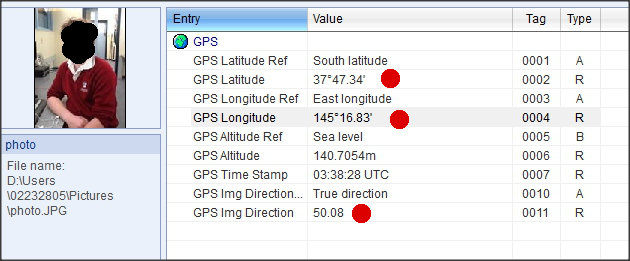 Entry Value Tag Type
GPS
GPS Latitude Ref South latitude 0001 A
GPS Latitude 37°47.34' 0002 R
GPS Longitude Ref East longitude 0003 A
GPS Longitude 145°16.83' 0004 R
GPS Altitude Ref Sea level 0005 B
GPS Altitude 140.7054m 0006 R
GPS Time Stamp 03:38:28 UTC 0007 R
GPS Img Direction... True direction 0010 A
GPS Img Direction 50.08 0011 R
photo
File name:
D:\Users
\02232805\Pictures
\photo.JPG